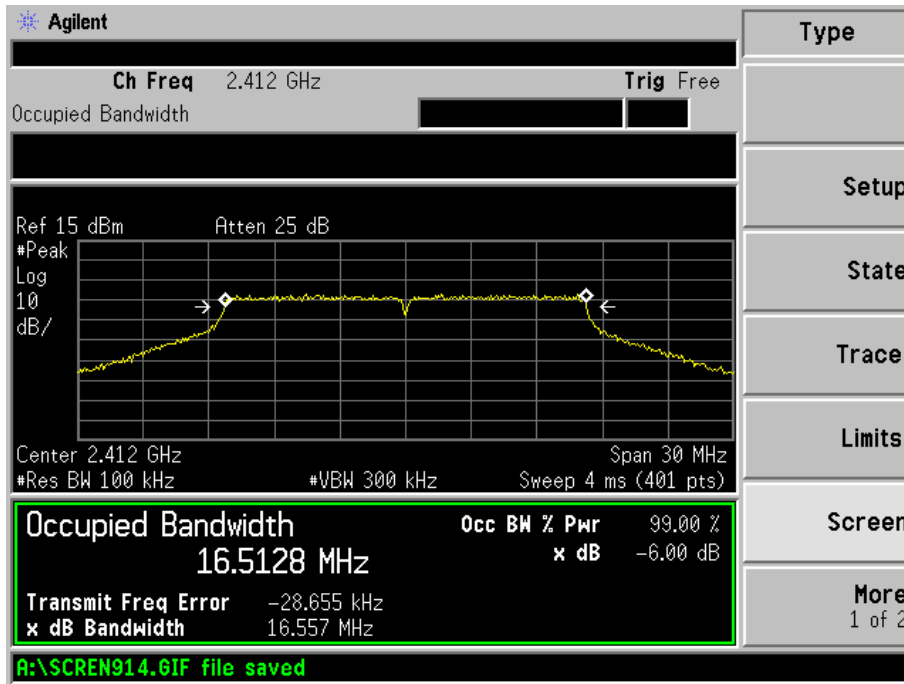 Agilent
Type
Ch Freq 2.412 GHz Trig Free
Occupied Bandwidth
Setup
Ref 15 dBm Atten 25 dB
#Peak
Log
10
dB/
State
Trace
Center 2.412 GHz Span 30 MHz
#Res BW 100 kHz #VBW 300 kHz Sweep 4 ms (401 pts)
Limits
Occupied Bandwidth
16.5128 MHz
Occ BW % Pwr 99.00 %
x dB -6.00 dB
Transmit Freq Error -28.655 kHz
x dB Bandwidth 16.557 MHz
Screen
More
1 of 2
A:\SCREN914.GIF file saved